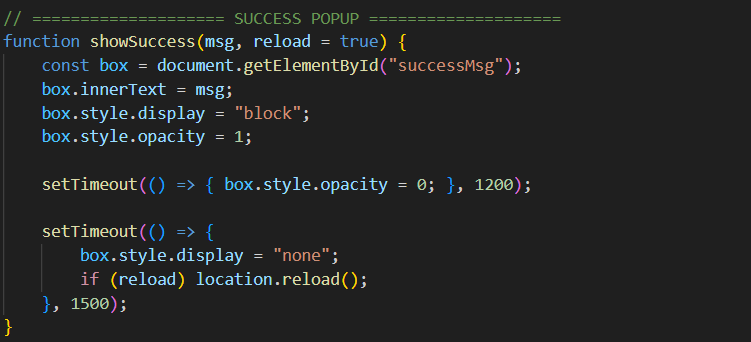 // ==================== SUCCESS POPUP ====================
function showSuccess(msg, reload = true) {
    const box = document.getElementById("successMsg");
    box.innerText = msg;
    box.style.display = "block";
    box.style.opacity = 1;

    setTimeout(() => { box.style.opacity = 0; }, 1200);

    setTimeout(() => {
        box.style.display = "none";
        if (reload) location.reload();
    }, 1500);
}